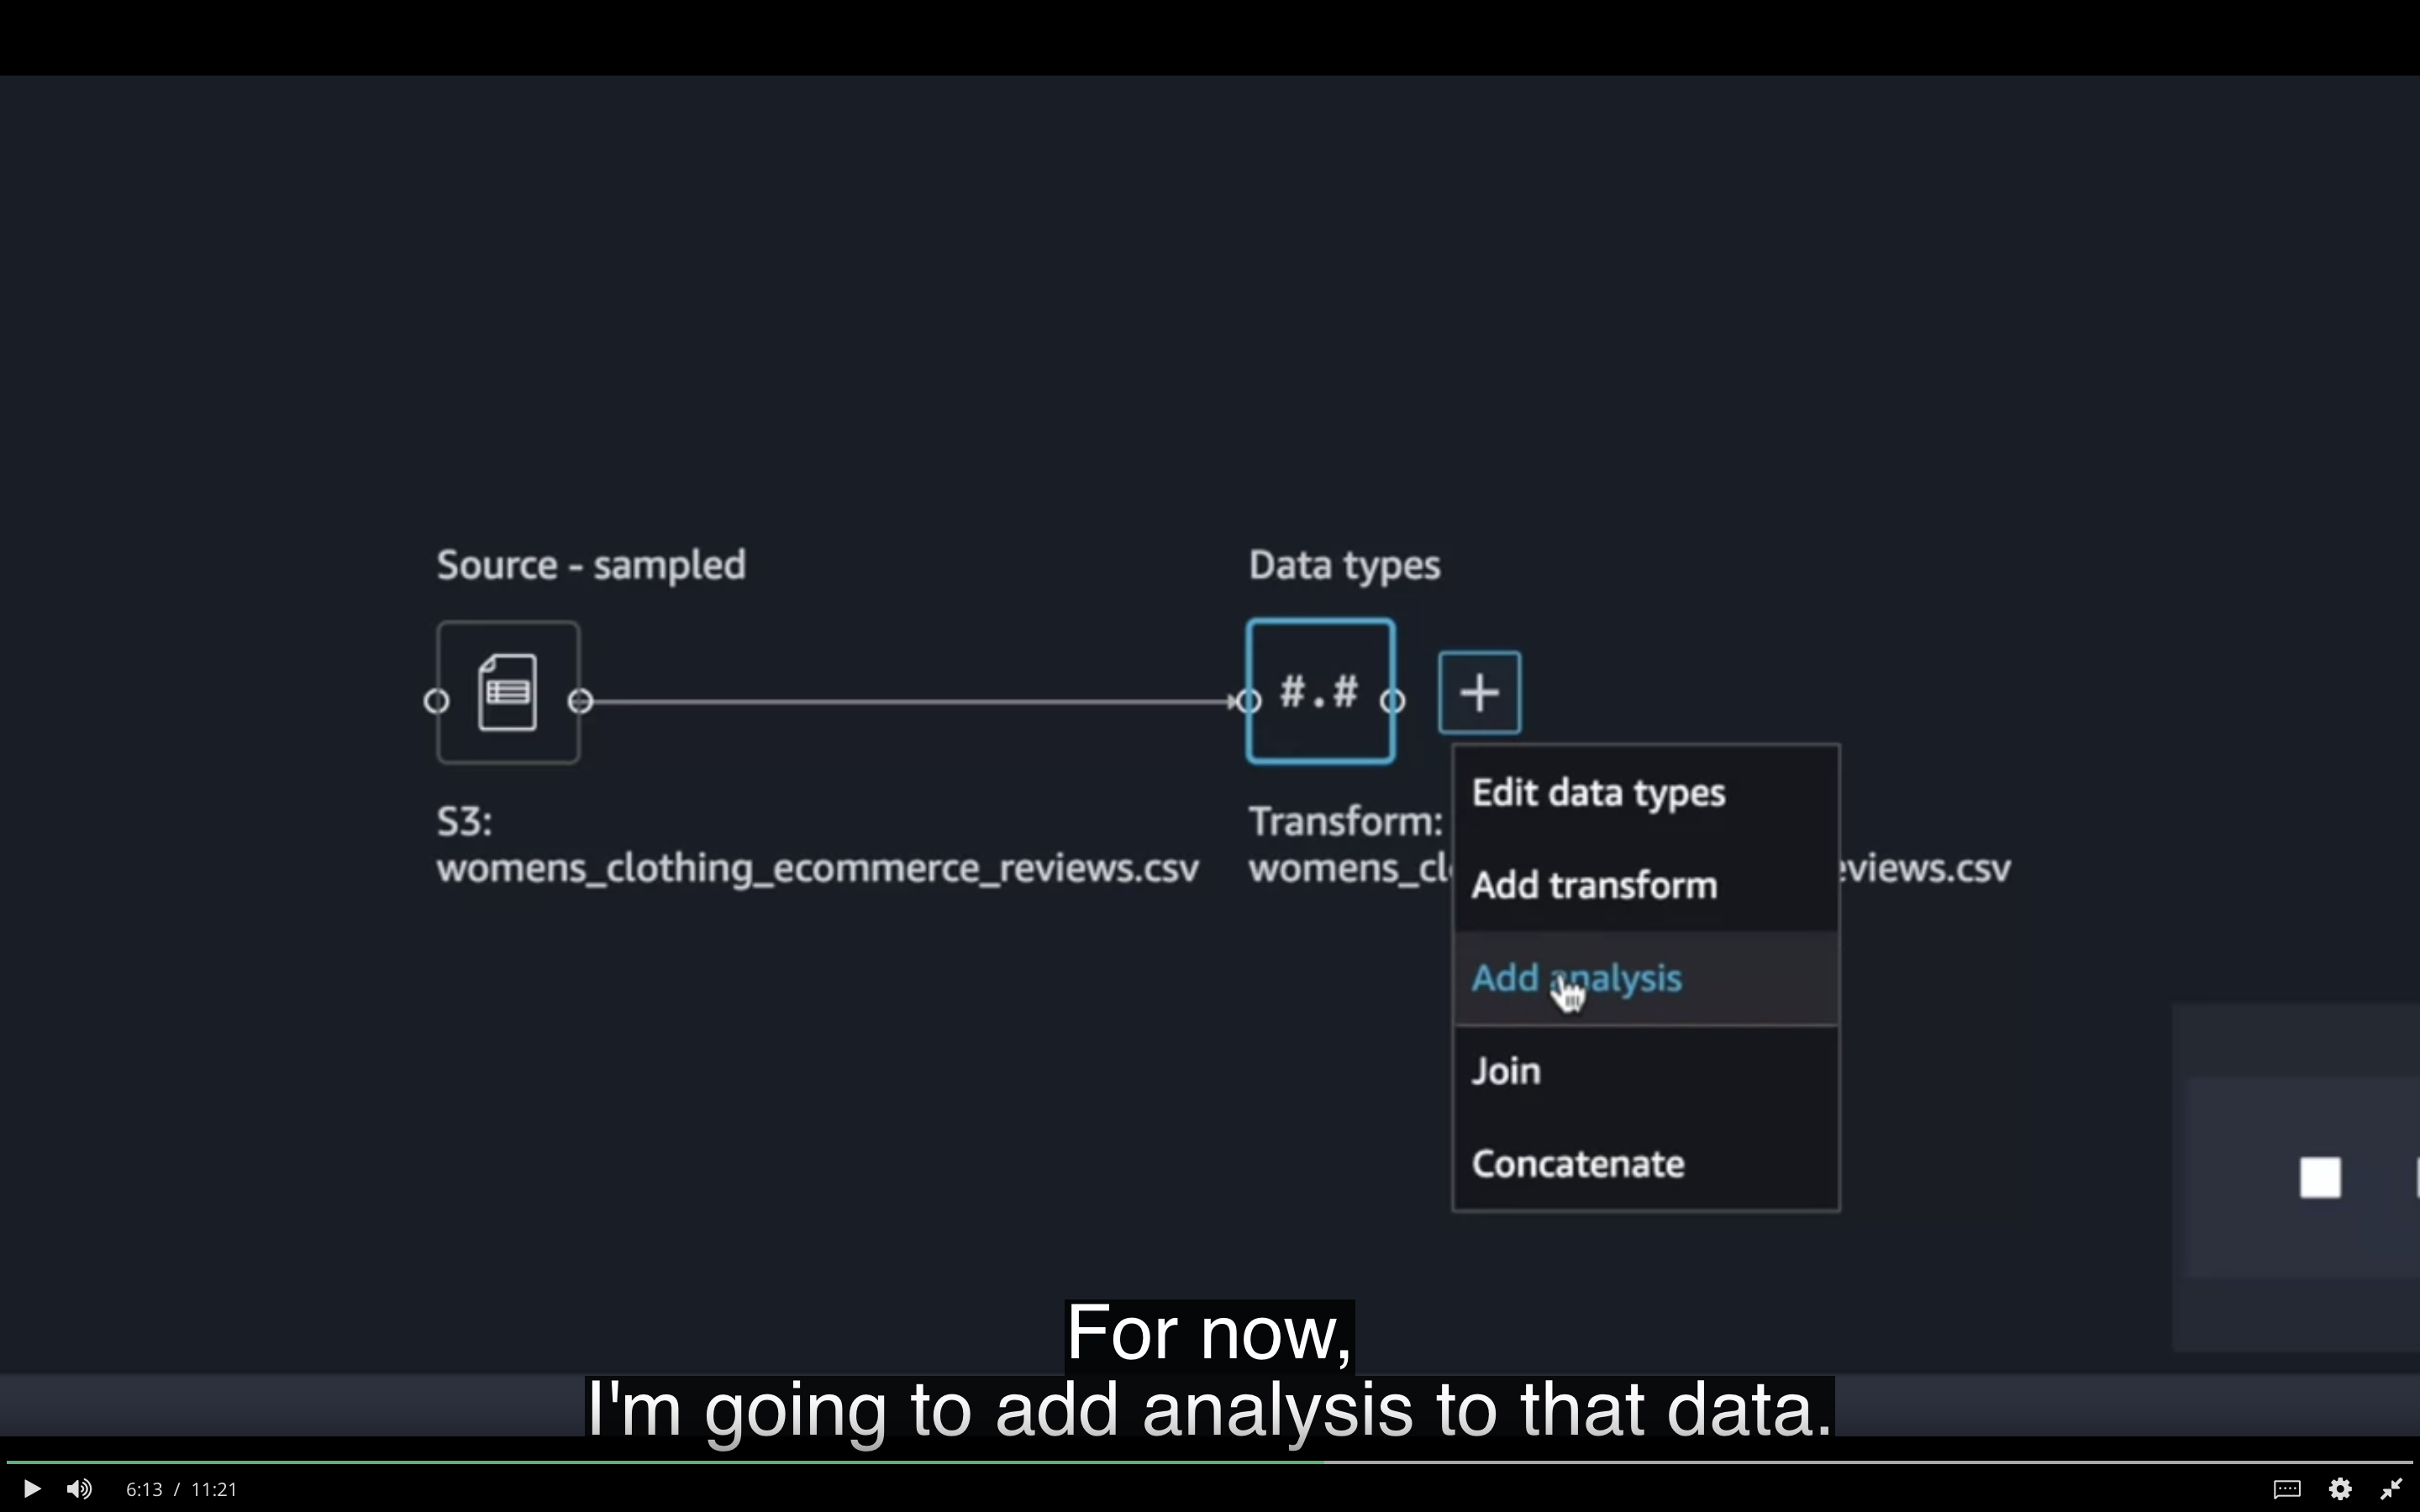 Source - sampled
Data types
#.#
+
S3:
womens_clothing_ecommerce_reviews.csv
Transform:
womens_cl
eviews.csv
Edit data types
Add transform
Add analysis
Join
Concatenate
For now,
I'm going to add analysis to that data.
6:13 / 11:21